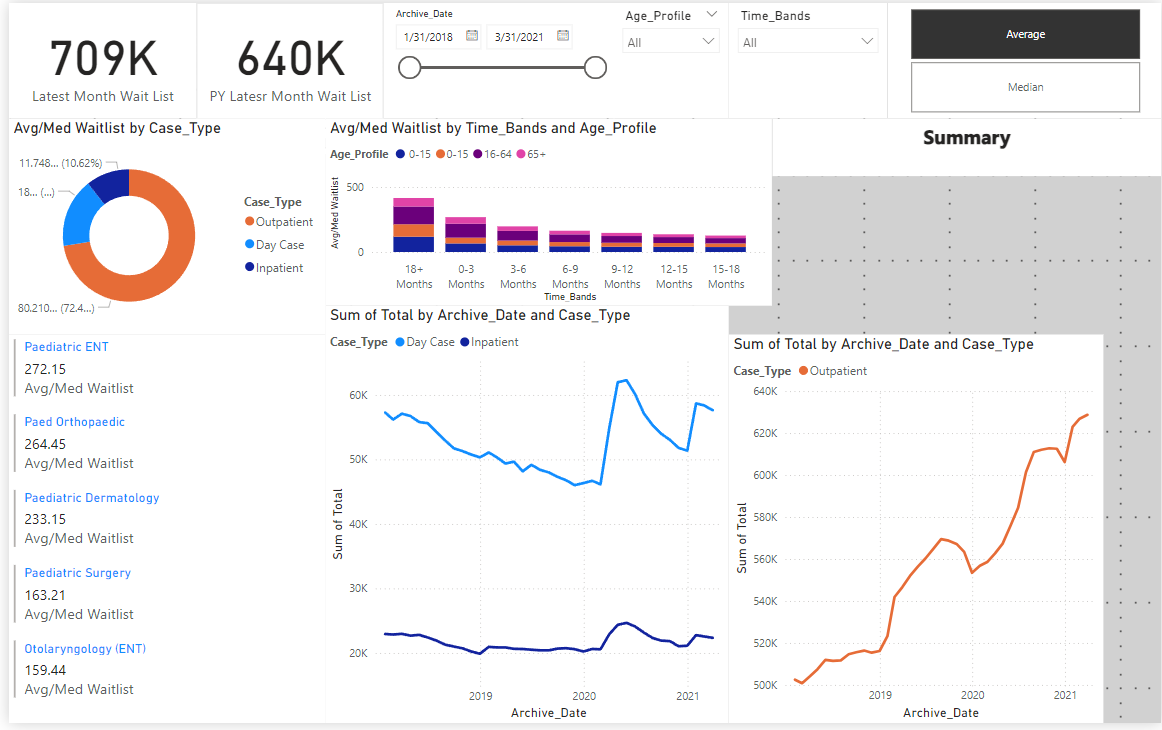 709K
Latest Month Wait List
640K
PY Latesr Month Wait List
Archive_Date
1/31/2018
3/31/2021
Age_Profile
All
Time_Bands
All
Average
Median
Summary
Avg/Med Waitlist by Case_Type
11.748... (10.62%)
18... (...)
80.210... (72.4...)
Case_Type
Outpatient
Day Case
Inpatient
Avg/Med Waitlist by Time_Bands and Age_Profile
Age_Profile 0-15 0-15 16-64 65+
Avg/Med Waitlist
500
0
18+ Months
0-3 Months
3-6 Months
6-9 Months
9-12 Months
12-15 Months
15-18 Months
Time_Bands
Paediatric ENT
272.15
Avg/Med Waitlist
Paed Orthopaedic
264.45
Avg/Med Waitlist
Paediatric Dermatology
233.15
Avg/Med Waitlist
Paediatric Surgery
163.21
Avg/Med Waitlist
Otolaryngology (ENT)
159.44
Avg/Med Waitlist
Sum of Total by Archive_Date and Case_Type
Case_Type Day Case Inpatient
Sum of Total
60K
50K
40K
30K
20K
2019 2020 2021
Archive_Date
Sum of Total by Archive_Date and Case_Type
Case_Type Outpatient
Sum of Total
640K
620K
600K
580K
560K
540K
520K
500K
2019 2020 2021
Archive_Date